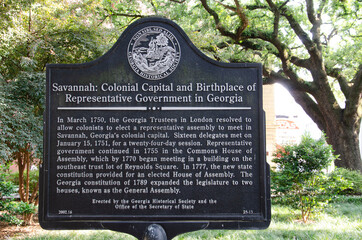 Savannah: Colonial Capital and Birthplace of
Representative Government in Georgia
In March 1750, the Georgia Trustees in London resolved to
allow colonists to elect a representative assembly to meet in
Savannah, Georgia's colonial capital. Sixteen delegates met on
January 15, 1751, for a twenty-four-day session. Representative
government continued in 1755 in the Commons House of
Assembly, which by 1770 began meeting in a building on the
southeast trust lot of Reynolds Square. In 1777, the new state
constitution provided for an elected House of Assembly. The
Georgia constitution of 1789 expanded the legislature to two
houses, known as the General Assembly.
Erected by the Georgia Historical Society and the
Office of the Secretary of State